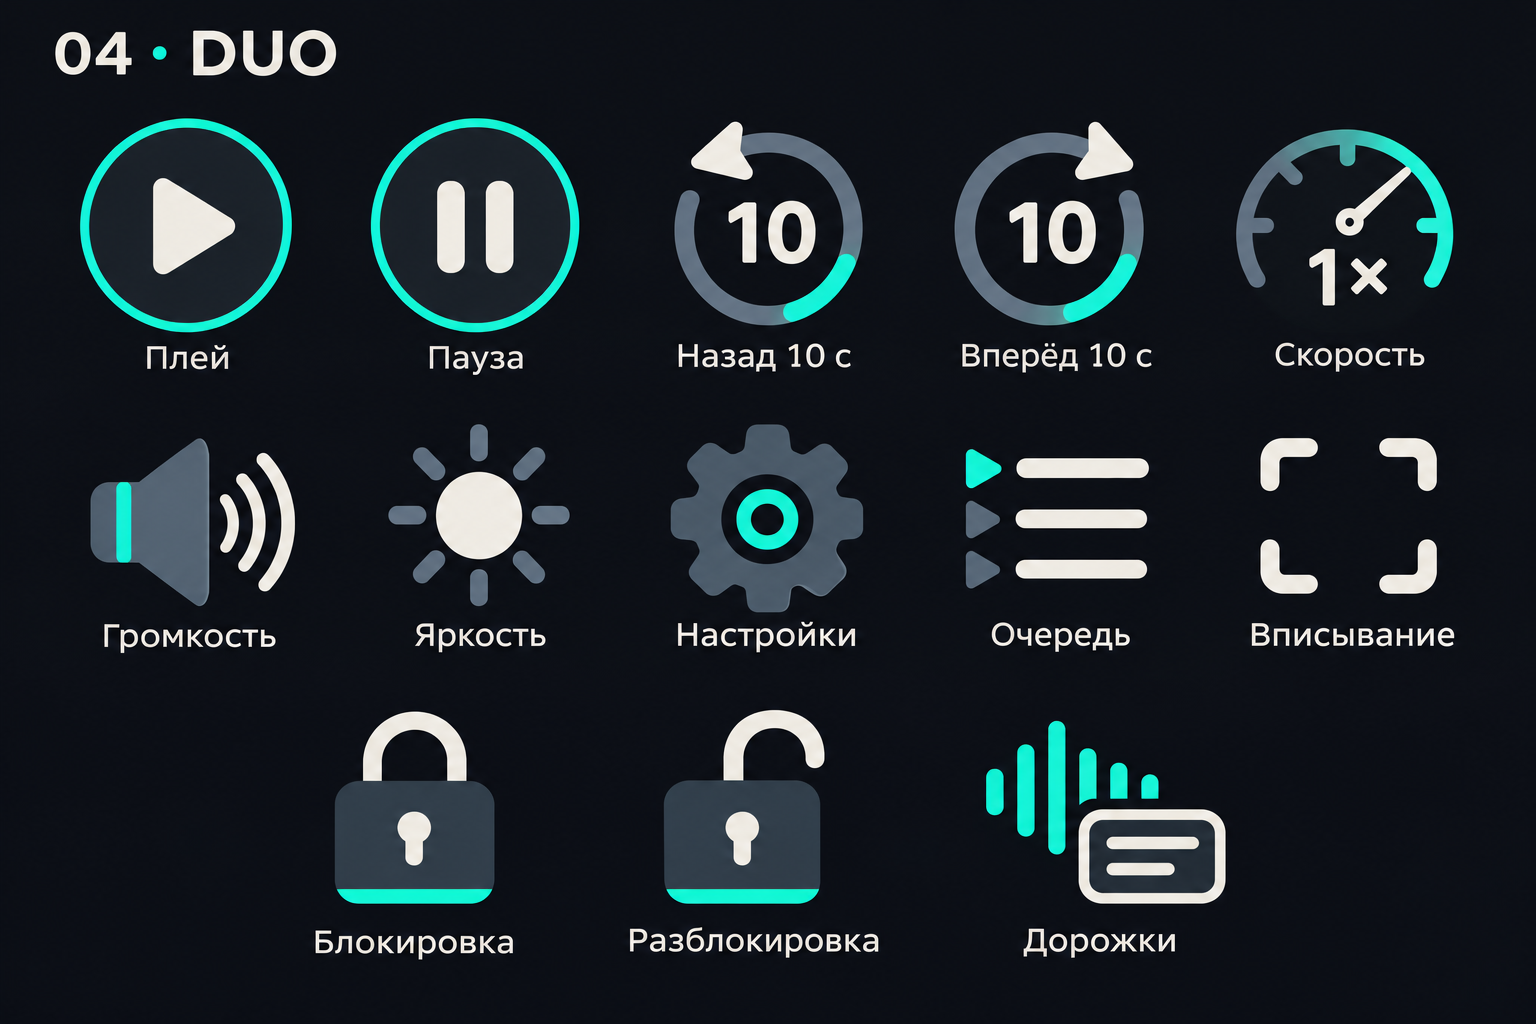 04 • DUO
10
10
1×
Плей
Пауза
Назад 10 с
Вперёд 10 с
Скорость
Громкость
Яркость
Настройки
Очередь
Вписывание
Блокировка
Разблокировка
Дорожки